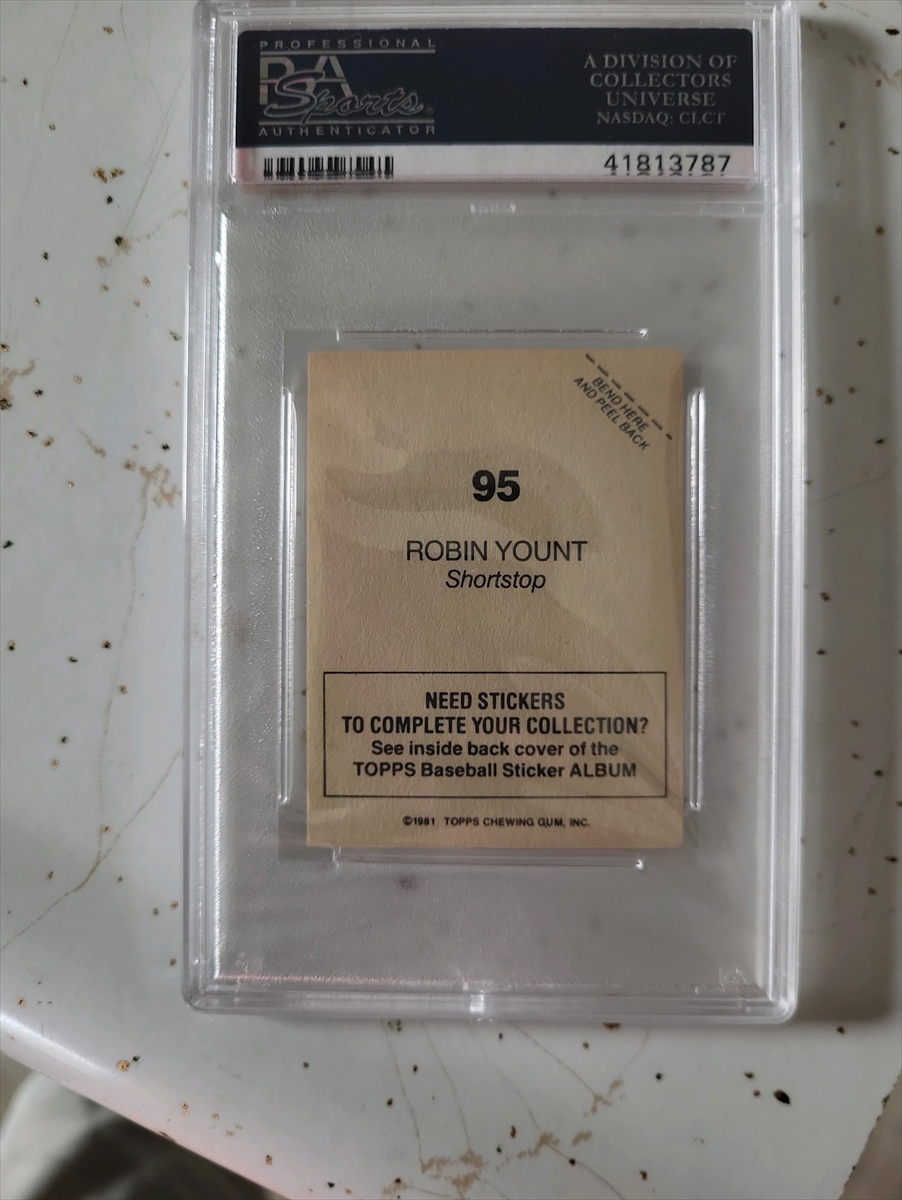 PROFESSIONAL
PSA
Sports
AUTHENTICATOR
A DIVISION OF
COLLECTORS
UNIVERSE
NASDAQ: CLCT
41813787
BEND HERE
AND PEEL BACK
95
ROBIN YOUNT
Shortstop
NEED STICKERS
TO COMPLETE YOUR COLLECTION?
See inside back cover of the
TOPPS Baseball Sticker ALBUM
©1981 TOPPS CHEWING GUM, INC.